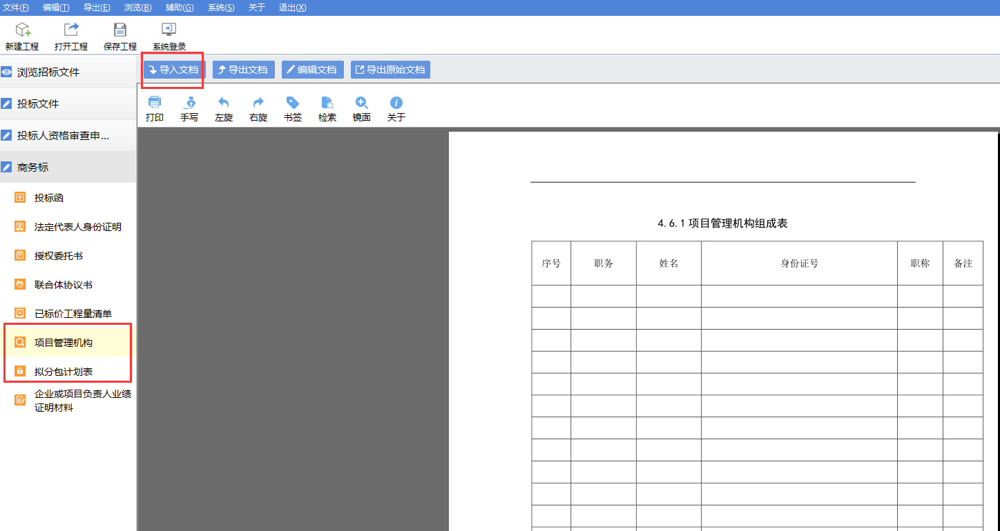 文件(F) 编辑(T) 导出(E) 浏览(B) 辅助(G) 系统(S) 关于 退出(X)
新建工程 打开工程 保存工程 系统登录
导入文档 导出文档 编辑文档 导出原始文档
打印 手写 左旋 右旋 书签 检索 镜面 关于
浏览招标文件
投标文件
投标人资格审查申...
商务标
投标函
法定代表人身份证明
授权委托书
联合体协议书
已标价工程量清单
项目管理机构
拟分包计划表
企业或项目负责人业绩
证明材料
4.6.1项目管理机构组成表
序号 职务 姓名 身份证号 职称 备注